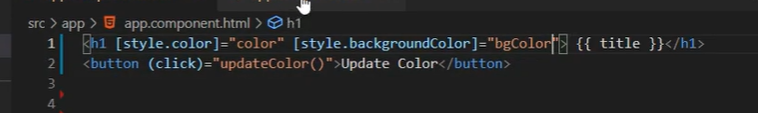 src > app > app.component.html > h1
1 <h1 [style.color]="color" [style.backgroundColor]="bgColor"> {{ title }}</h1>
2 <button (click)="updateColor()">Update Color</button>
3
4